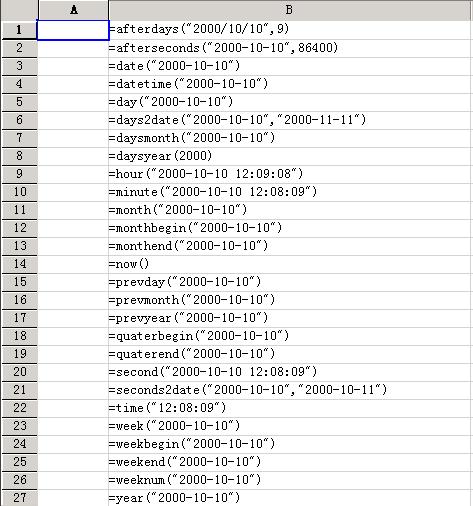 A B
1 =afterdays("2000/10/10",9)
2 =afterseconds("2000-10-10",86400)
3 =date("2000-10-10")
4 =datetime("2000-10-10")
5 =day("2000-10-10")
6 =days2date("2000-10-10","2000-11-11")
7 =daysmonth("2000-10-10")
8 =daysyear(2000)
9 =hour("2000-10-10 12:09:08")
10 =minute("2000-10-10 12:08:09")
11 =month("2000-10-10")
12 =monthbegin("2000-10-10")
13 =monthend("2000-10-10")
14 =now()
15 =prevday("2000-10-10")
16 =prevmonth("2000-10-10")
17 =prevyear("2000-10-10")
18 =quaterbegin("2000-10-10")
19 =quaterend("2000-10-10")
20 =second("2000-10-10 12:08:09")
21 =seconds2date("2000-10-10","2000-10-11")
22 =time("12:08:09")
23 =week("2000-10-10")
24 =weekbegin("2000-10-10")
25 =weekend("2000-10-10")
26 =weeknum("2000-10-10")
27 =year("2000-10-10")